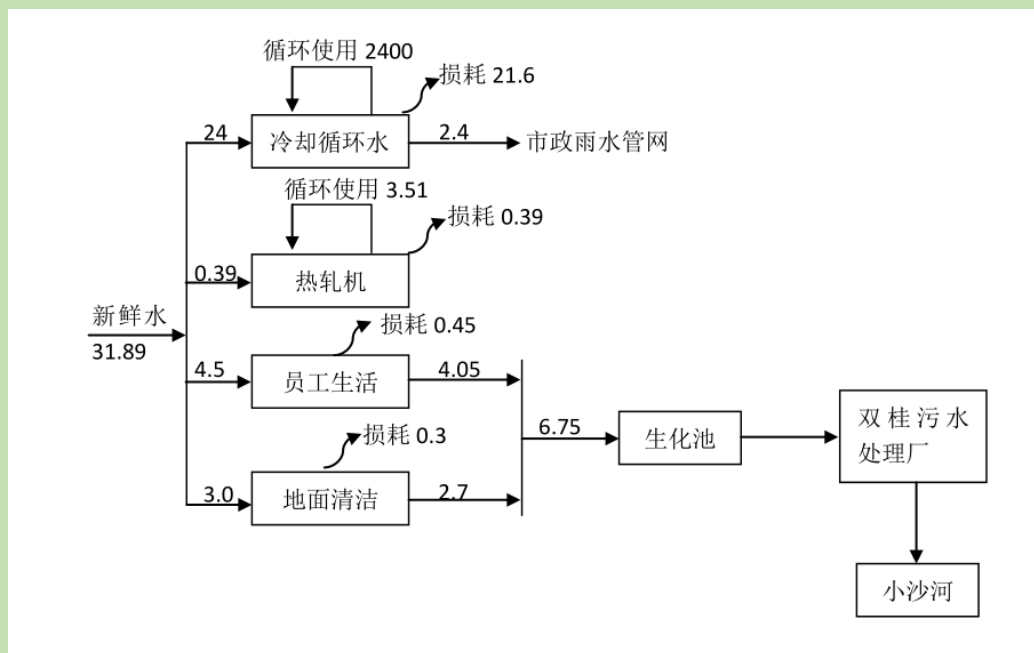 循环使用 2400
损耗 21.6
24
冷却循环水
2.4
市政雨水管网
循环使用 3.51
损耗 0.39
0.39
热轧机
新鲜水
31.89
损耗 0.45
4.5
员工生活
4.05
损耗 0.3
3.0
地面清洁
2.7
6.75
生化池
双桂污水
处理厂
小沙河